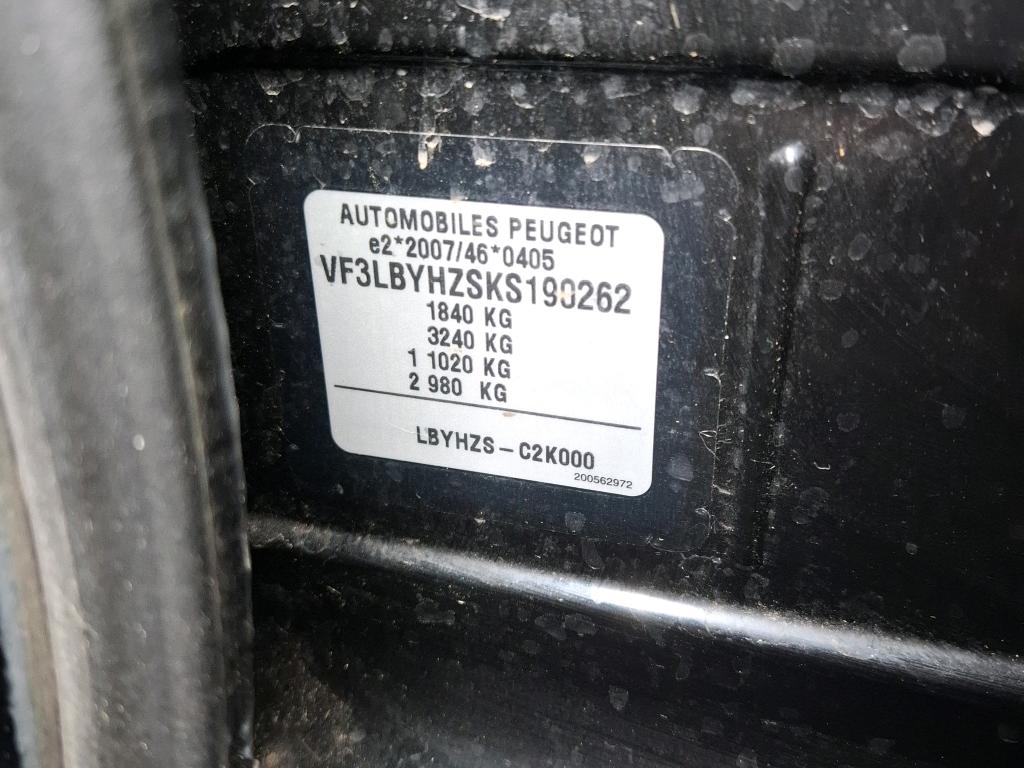 AUTOMOBILES PEUGEOT
e2*2007/46*0405
VF3LBYHZSKS190262
1840 KG
3240 KG
1 1020 KG
2 980 KG
LBYHZS-C2K000
200562972